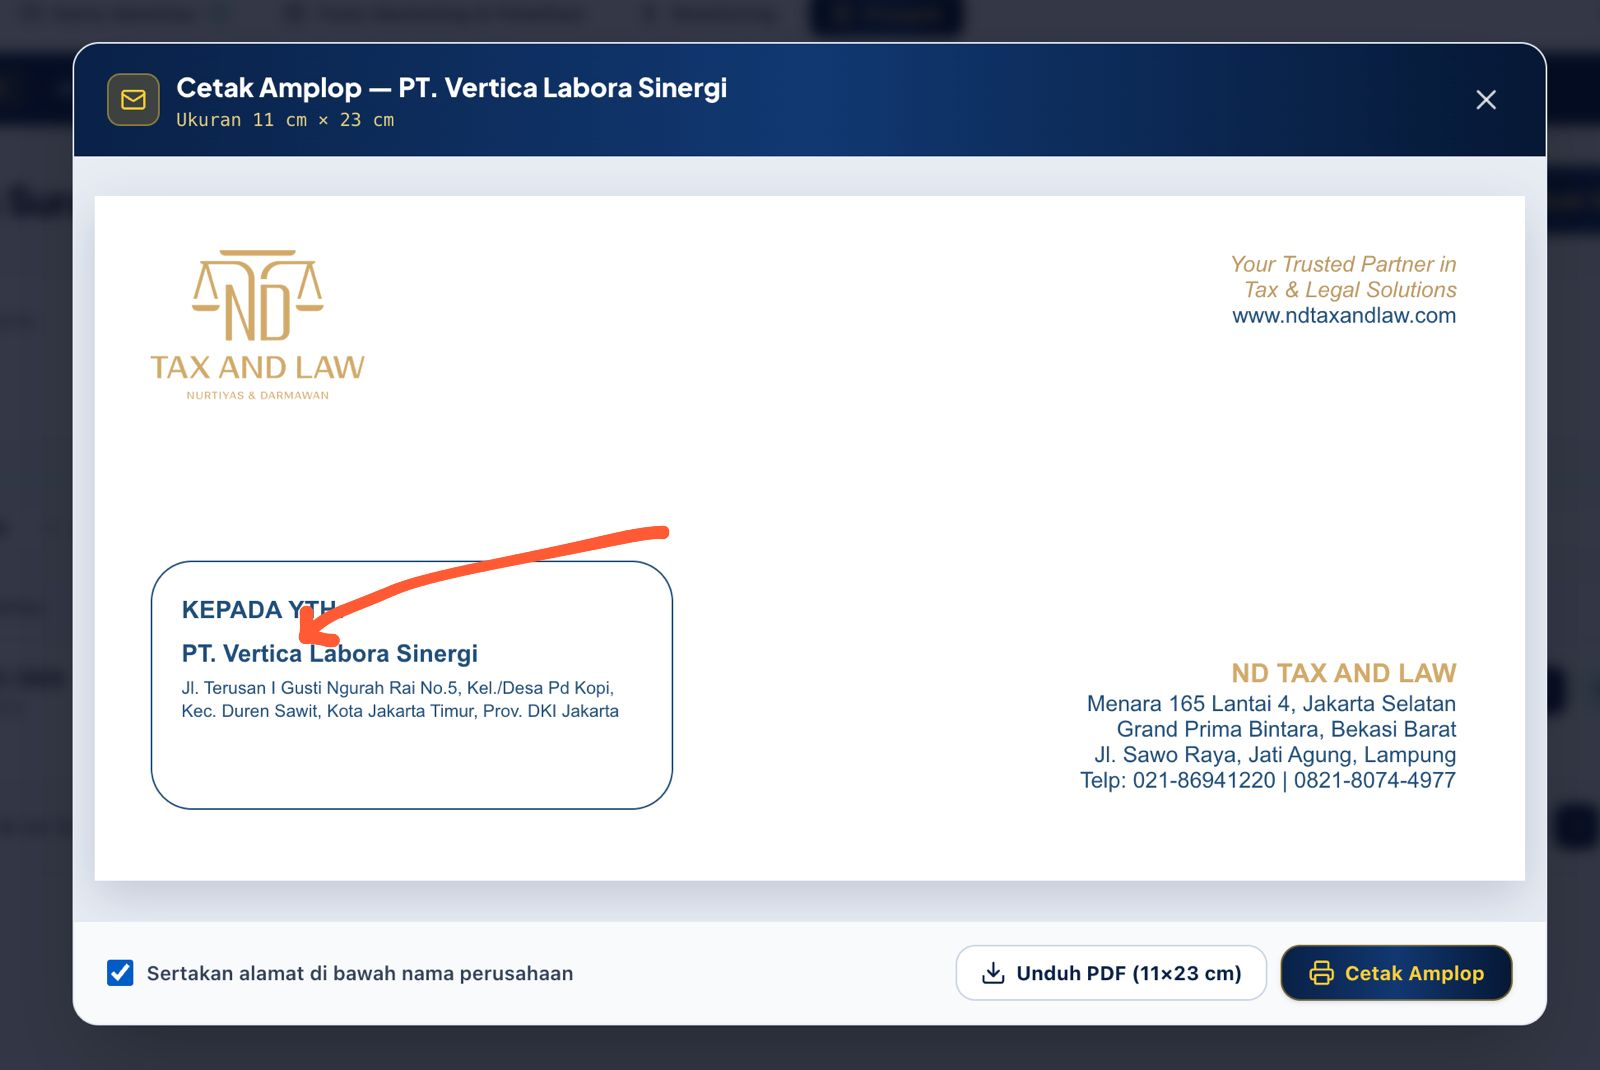 Cetak Amplop — PT. Vertica Labora Sinergi
Ukuran 11 cm × 23 cm
ND
TAX AND LAW
NURTIYAS & DARMAWAN
Your Trusted Partner in
Tax & Legal Solutions
www.ndtaxandlaw.com
KEPADA YTH
PT. Vertica Labora Sinergi
Jl. Terusan I Gusti Ngurah Rai No.5, Kel./Desa Pd Kopi,
Kec. Duren Sawit, Kota Jakarta Timur, Prov. DKI Jakarta
ND TAX AND LAW
Menara 165 Lantai 4, Jakarta Selatan
Grand Prima Bintara, Bekasi Barat
Jl. Sawo Raya, Jati Agung, Lampung
Telp: 021-86941220 | 0821-8074-4977
Sertakan alamat di bawah nama perusahaan
Unduh PDF (11×23 cm)
Cetak Amplop